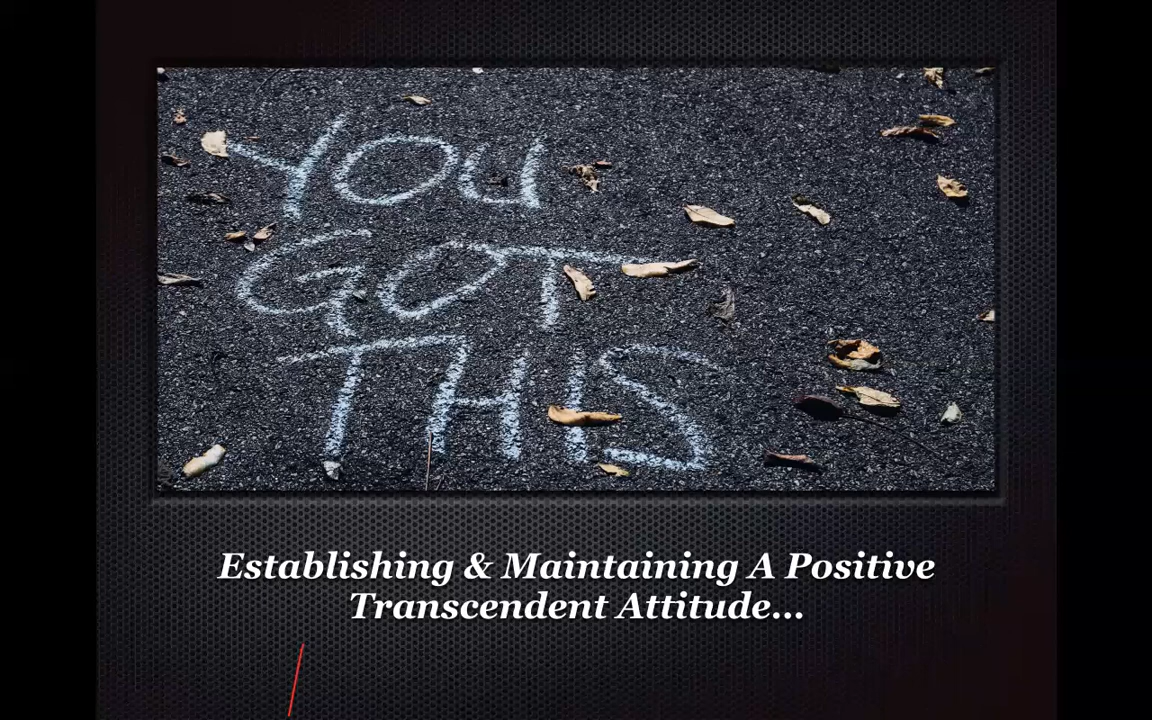 YOU
GOT
THIS
Establishing & Maintaining A Positive
Transcendent Attitude...